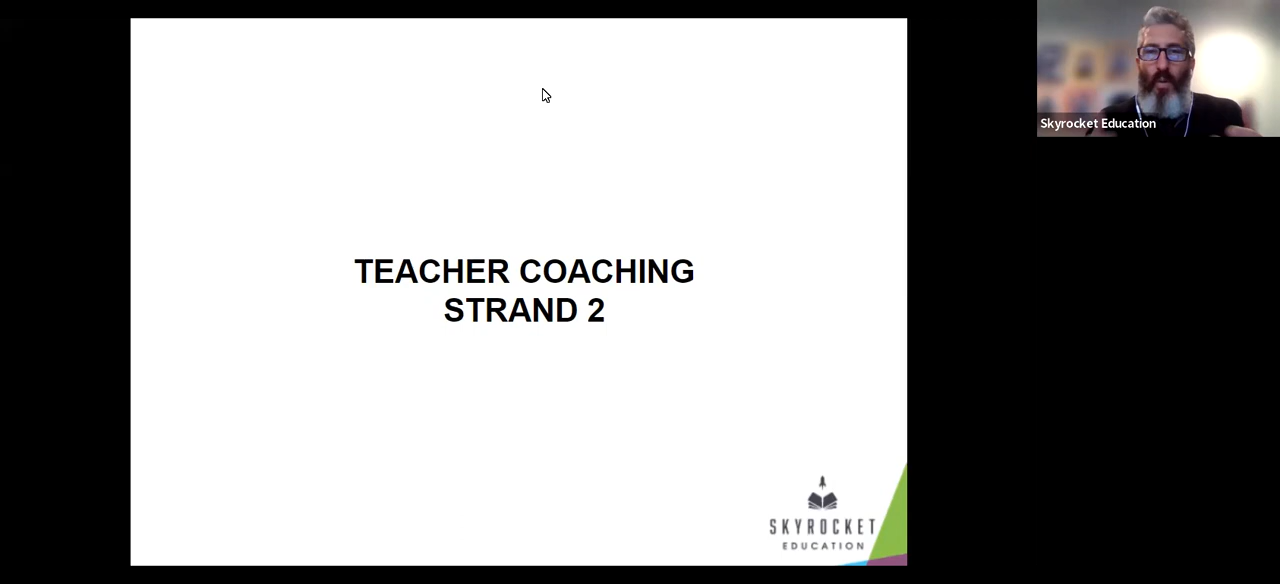 TEACHER COACHING
STRAND 2
SKYROCKET
EDUCATION
Skyrocket Education